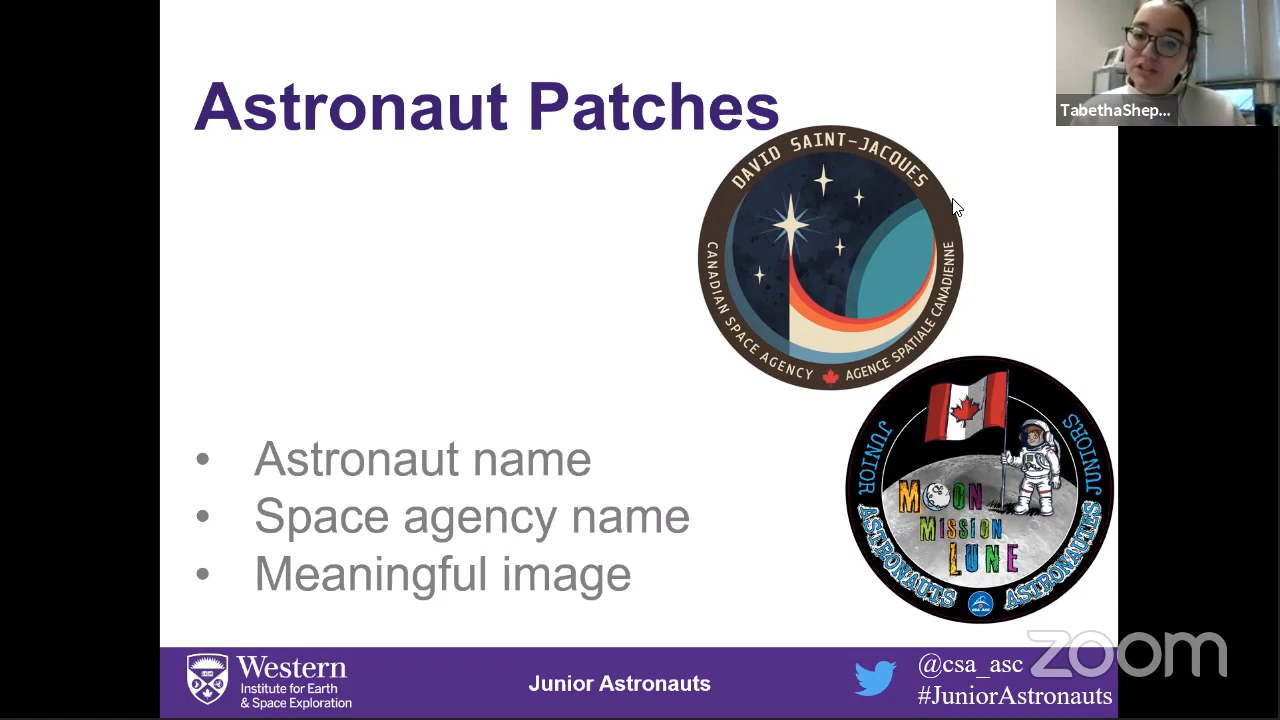 Astronaut Patches
TabethaShep...
DAVID SAINT-JACQUES
CANADIAN SPACE AGENCY
AGENCE SPATIALE CANADIENNE
• Astronaut name
• Space agency name
• Meaningful image
JUNIOR
ASTRONAUTS
MOON
MISSION
LUNE
JUNIORS
ASTRONAUTES
zoom
Western
Institute for Earth
& Space Exploration
Junior Astronauts
@csa_asc
#JuniorAstronauts